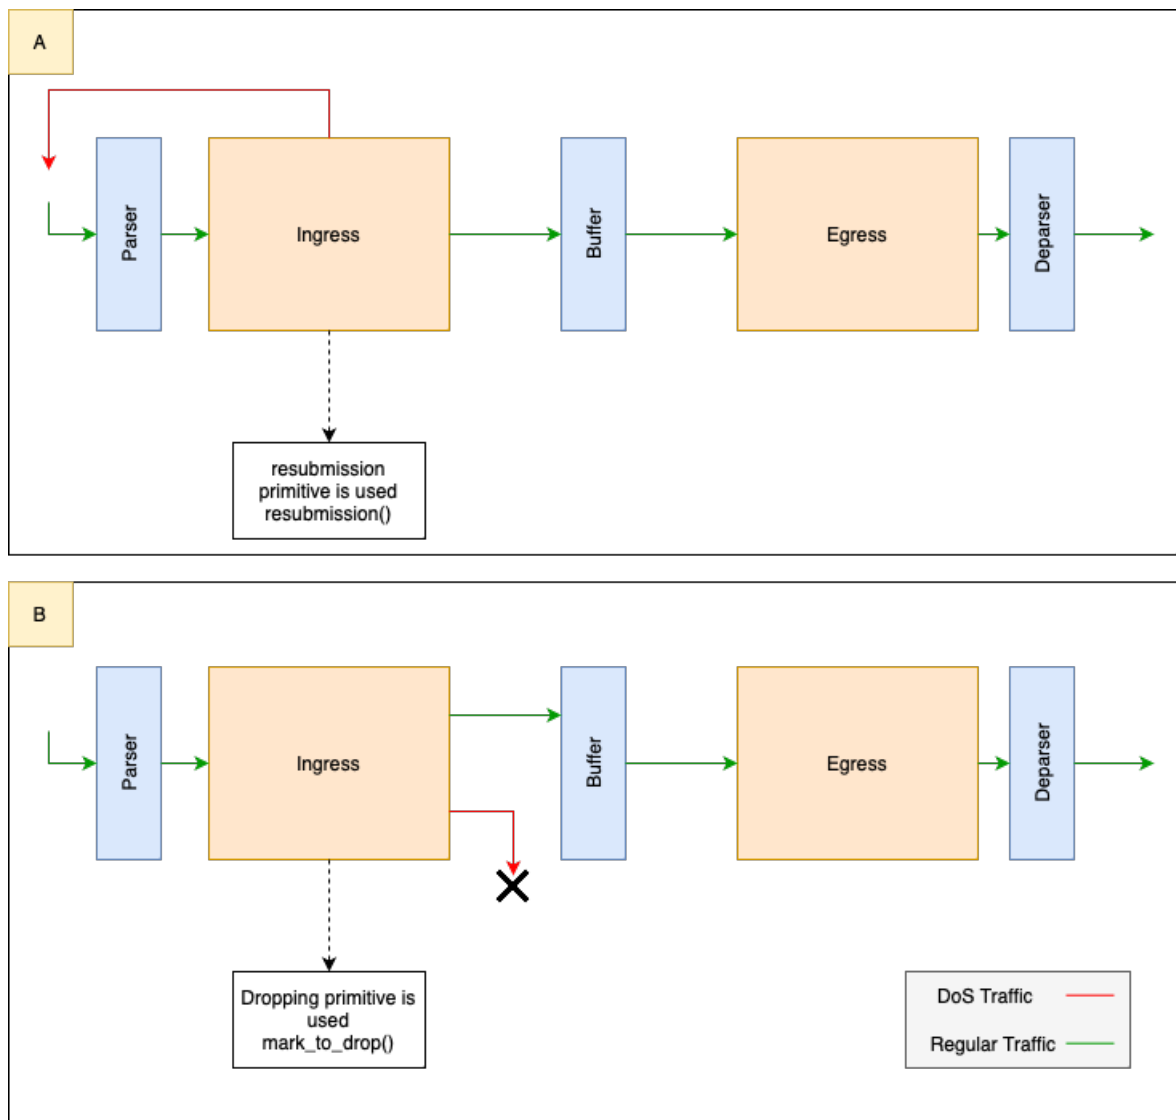 A
Parser
Ingress
Buffer
Egress
Deparser
resubmission
primitive is used
resubmission()
B
Parser
Ingress
Buffer
Egress
Deparser
Dropping primitive is
used
mark_to_drop()
DoS Traffic
Regular Traffic